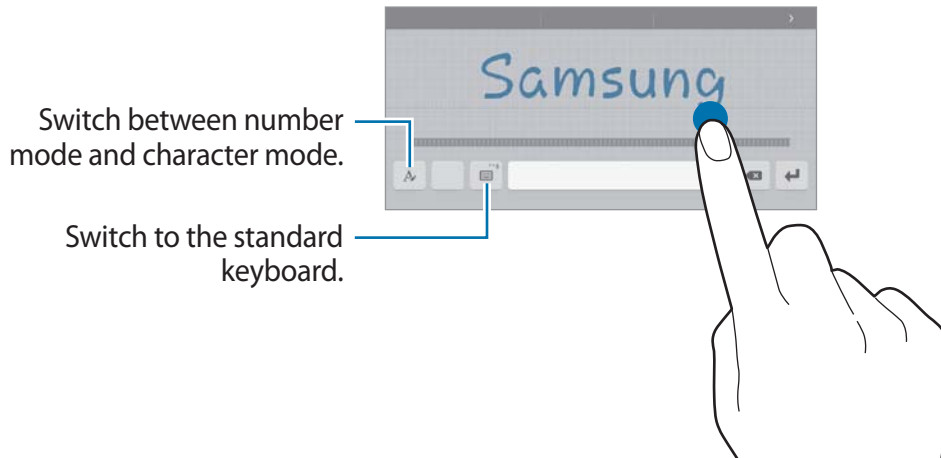 Samsung
Switch between number
mode and character mode.
Switch to the standard
keyboard.